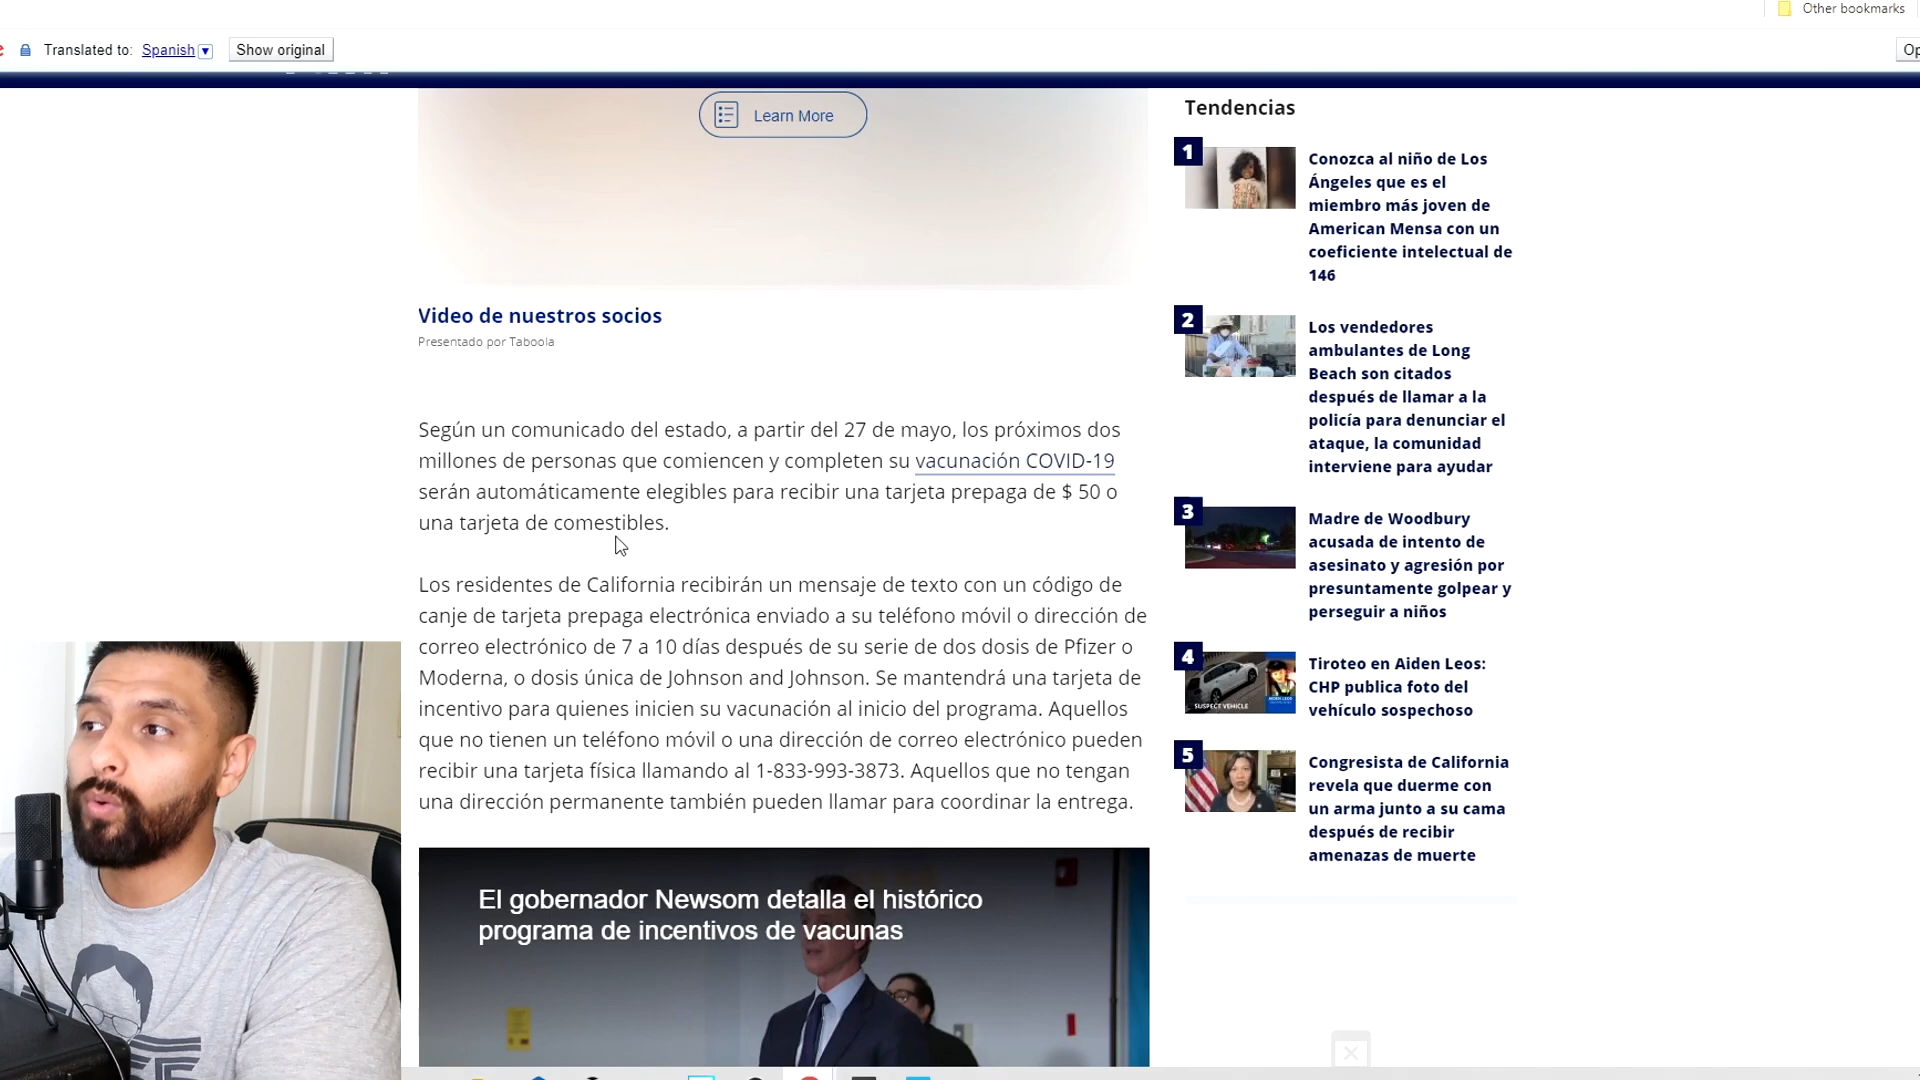 Other bookmarks
Translated to: Spanish
Show original
Learn More
Video de nuestros socios
Presentado por Taboola
Según un comunicado del estado, a partir del 27 de mayo, los próximos dos
millones de personas que comiencen y completen su vacunación COVID-19
serán automáticamente elegibles para recibir una tarjeta prepaga de $ 50 o
una tarjeta de comestibles.
Los residentes de California recibirán un mensaje de texto con un código de
canje de tarjeta prepaga electrónica enviado a su teléfono móvil o dirección de
correo electrónico de 7 a 10 días después de su serie de dos dosis de Pfizer o
Moderna, o dosis única de Johnson and Johnson. Se mantendrá una tarjeta de
incentivo para quienes inicien su vacunación al inicio del programa. Aquellos
que no tienen un teléfono móvil o una dirección de correo electrónico pueden
recibir una tarjeta física llamando al 1-833-993-3873. Aquellos que no tengan
una dirección permanente también pueden llamar para coordinar la entrega.
El gobernador Newsom detalla el histórico
programa de incentivos de vacunas
Tendencias
1
Conozca al niño de Los
Ángeles que es el
miembro más joven de
American Mensa con un
coeficiente intelectual de
146
2
Los vendedores
ambulantes de Long
Beach son citados
después de llamar a la
policía para denunciar el
ataque, la comunidad
interviene para ayudar
3
Madre de Woodbury
acusada de intento de
asesinato y agresión por
presuntamente golpear y
perseguir a niños
4
SUSPECT VEHICLE
Tiroteo en Aiden Leos:
CHP publica foto del
vehículo sospechoso
5
Congresista de California
revela que duerme con
un arma junto a su cama
después de recibir
amenazas de muerte